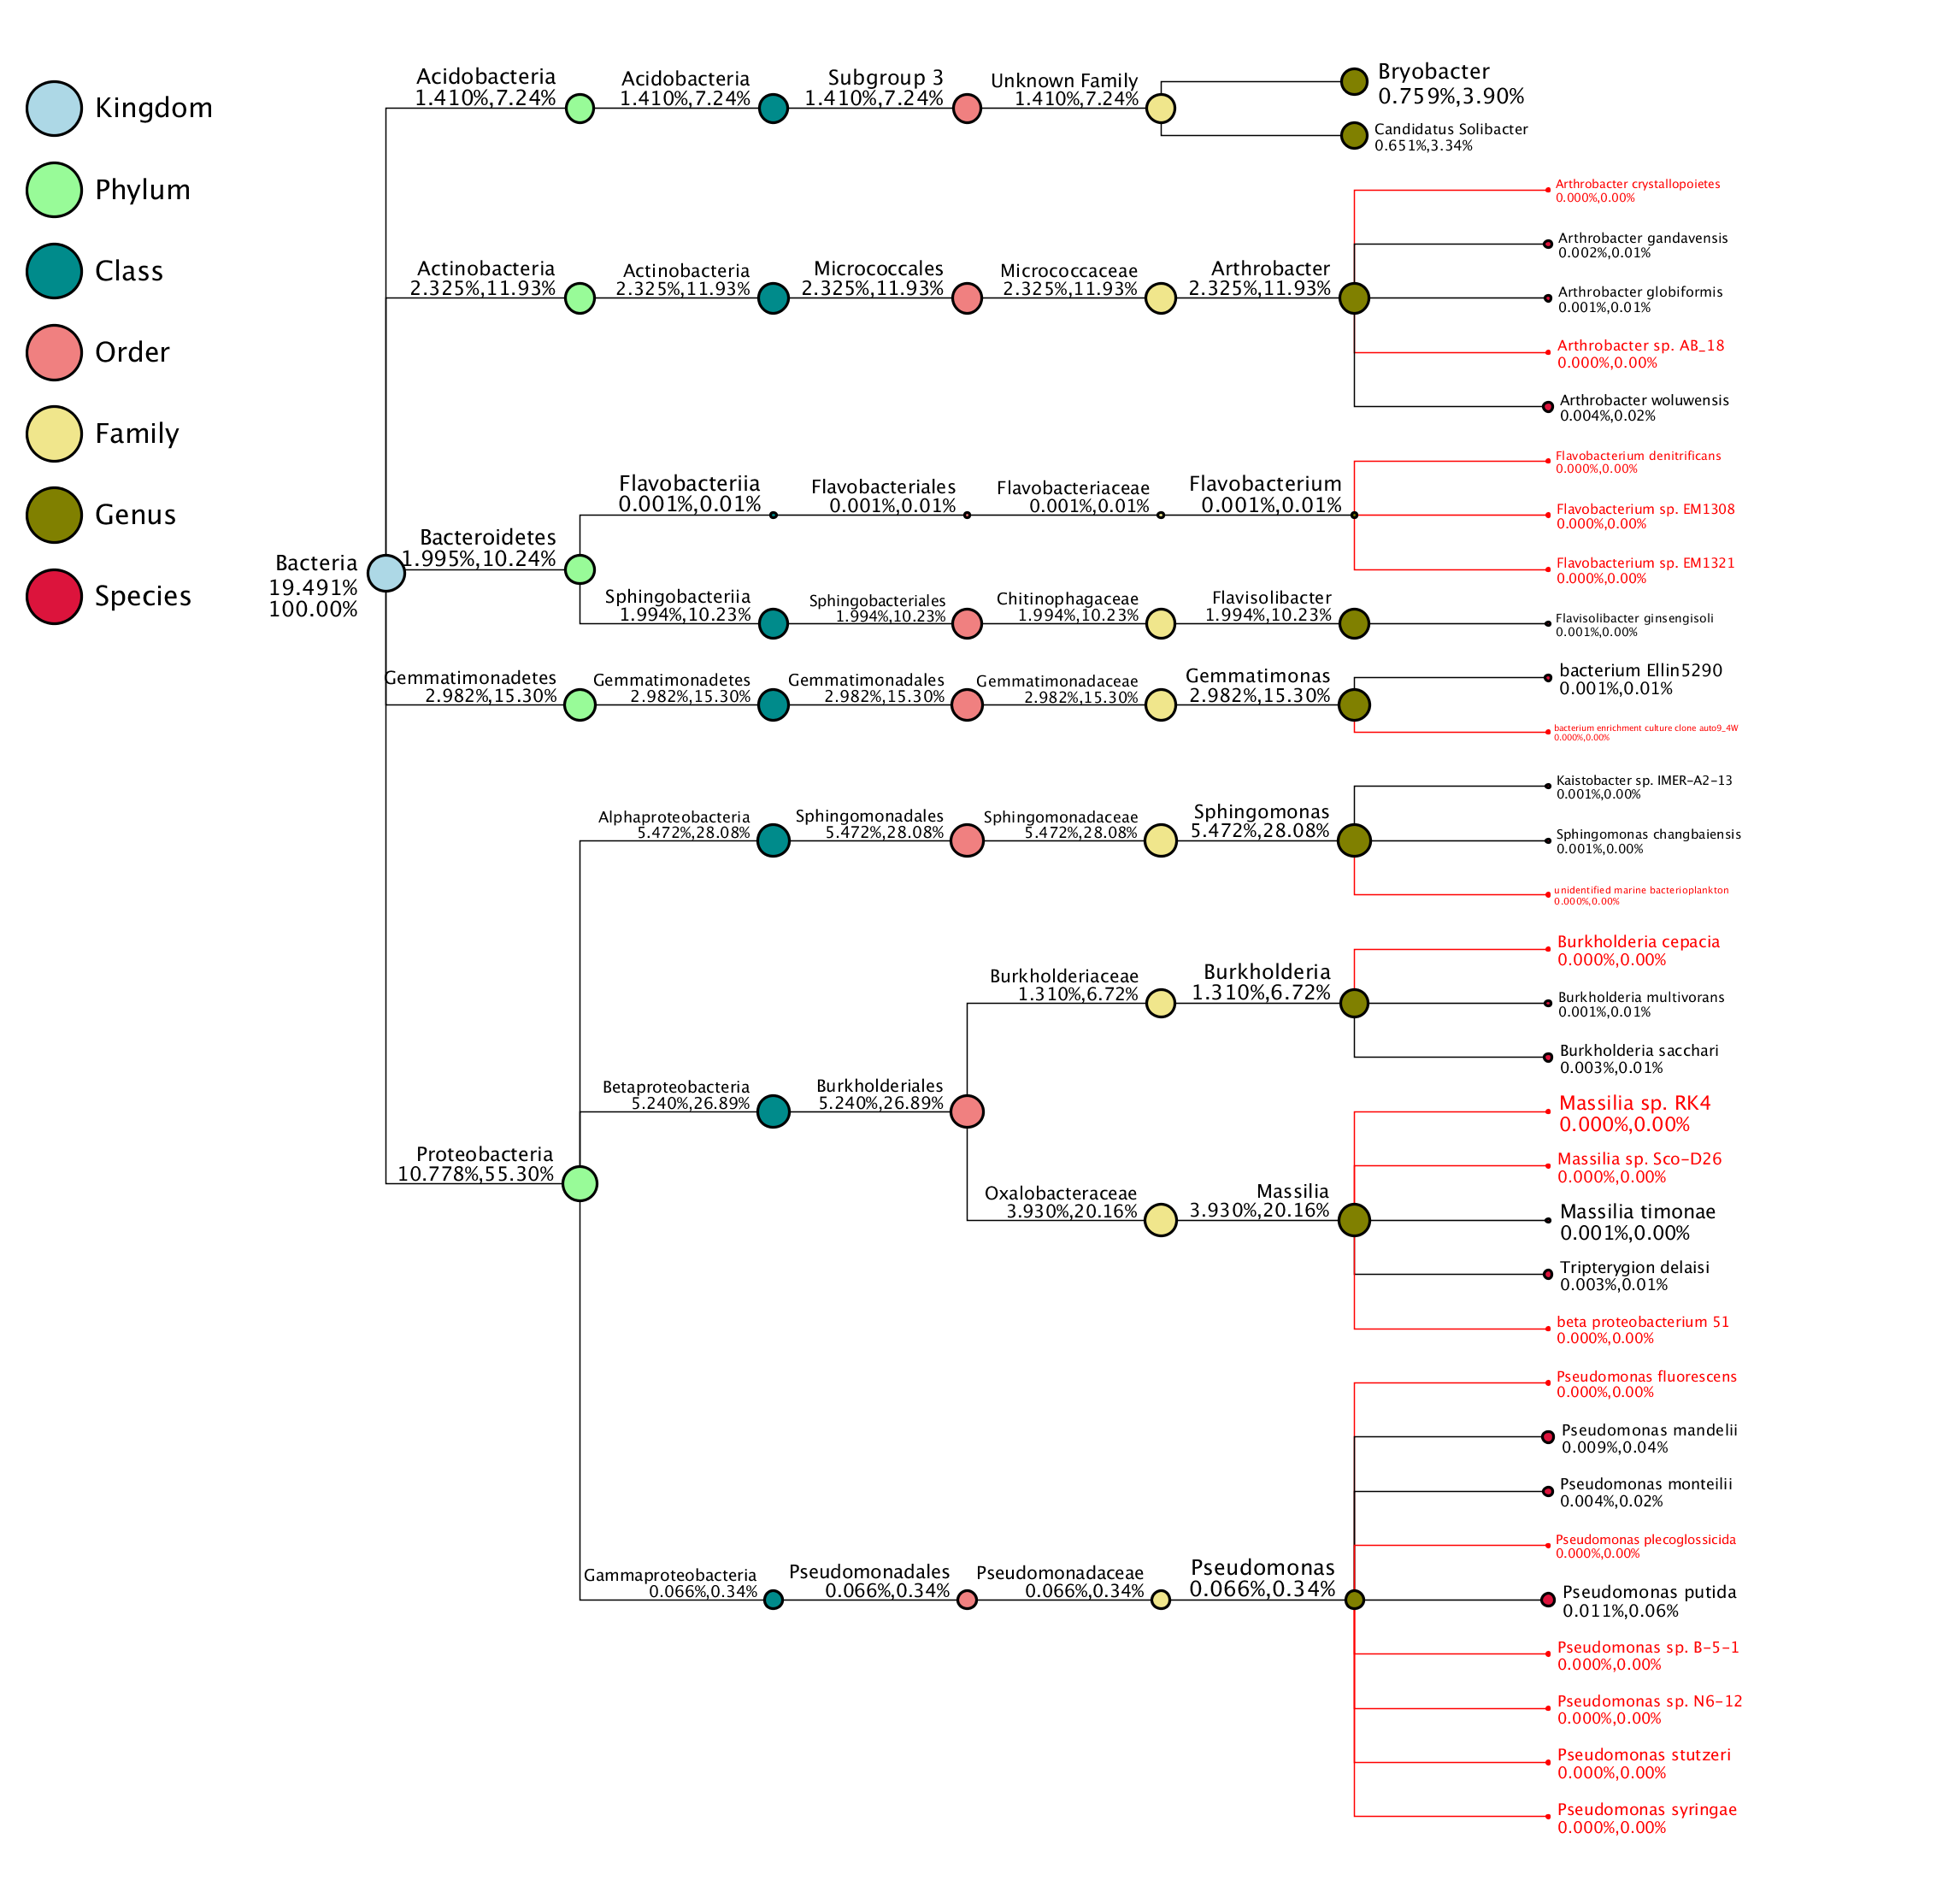 Kingdom
Phylum
Class
Order
Family
Genus
Species
Bacteria
19.491%
100.00%
Acidobacteria
1.410%,7.24%
Acidobacteria
1.410%,7.24%
Subgroup 3
1.410%,7.24%
Unknown Family
1.410%,7.24%
Bryobacter
0.759%,3.90%
Candidatus Solibacter
0.651%,3.34%
Actinobacteria
2.325%,11.93%
Actinobacteria
2.325%,11.93%
Micrococcales
2.325%,11.93%
Micrococcaceae
2.325%,11.93%
Arthrobacter
2.325%,11.93%
Arthrobacter crystallopoietes
0.000%,0.00%
Arthrobacter gandavensis
0.002%,0.01%
Arthrobacter globiformis
0.001%,0.01%
Arthrobacter sp. AB_18
0.000%,0.00%
Arthrobacter woluwensis
0.004%,0.02%
Bacteroidetes
1.995%,10.24%
Flavobacteriia
0.001%,0.01%
Flavobacteriales
0.001%,0.01%
Flavobacteriaceae
0.001%,0.01%
Flavobacterium
0.001%,0.01%
Flavobacterium denitrificans
0.000%,0.00%
Flavobacterium sp. EM1308
0.000%,0.00%
Flavobacterium sp. EM1321
0.000%,0.00%
Sphingobacteriia
1.994%,10.23%
Sphingobacteriales
1.994%,10.23%
Chitinophagaceae
1.994%,10.23%
Flavisolibacter
1.994%,10.23%
Flavisolibacter ginsengisoli
0.001%,0.00%
Gemmatimonadetes
2.982%,15.30%
Gemmatimonadetes
2.982%,15.30%
Gemmatimonadales
2.982%,15.30%
Gemmatimonadaceae
2.982%,15.30%
Gemmatimonas
2.982%,15.30%
bacterium Ellin5290
0.001%,0.01%
bacterium enrichment culture clone auto9_4W
0.000%,0.00%
Proteobacteria
10.778%,55.30%
Alphaproteobacteria
5.472%,28.08%
Sphingomonadales
5.472%,28.08%
Sphingomonadaceae
5.472%,28.08%
Sphingomonas
5.472%,28.08%
Kaistobacter sp. IMER-A2-13
0.001%,0.00%
Sphingomonas changbaiensis
0.001%,0.00%
unidentified marine bacterioplankton
0.000%,0.00%
Betaproteobacteria
5.240%,26.89%
Burkholderiales
5.240%,26.89%
Burkholderiaceae
1.310%,6.72%
Burkholderia
1.310%,6.72%
Burkholderia cepacia
0.000%,0.00%
Burkholderia multivorans
0.001%,0.01%
Burkholderia sacchari
0.003%,0.01%
Oxalobacteraceae
3.930%,20.16%
Massilia
3.930%,20.16%
Massilia sp. RK4
0.000%,0.00%
Massilia sp. Sco-D26
0.000%,0.00%
Massilia timonae
0.001%,0.00%
Tripterygion delaisi
0.003%,0.01%
beta proteobacterium 51
0.000%,0.00%
Gammaproteobacteria
0.066%,0.34%
Pseudomonadales
0.066%,0.34%
Pseudomonadaceae
0.066%,0.34%
Pseudomonas
0.066%,0.34%
Pseudomonas fluorescens
0.000%,0.00%
Pseudomonas mandelii
0.009%,0.04%
Pseudomonas monteilii
0.004%,0.02%
Pseudomonas plecoglossicida
0.000%,0.00%
Pseudomonas putida
0.011%,0.06%
Pseudomonas sp. B-5-1
0.000%,0.00%
Pseudomonas sp. N6-12
0.000%,0.00%
Pseudomonas stutzeri
0.000%,0.00%
Pseudomonas syringae
0.000%,0.00%